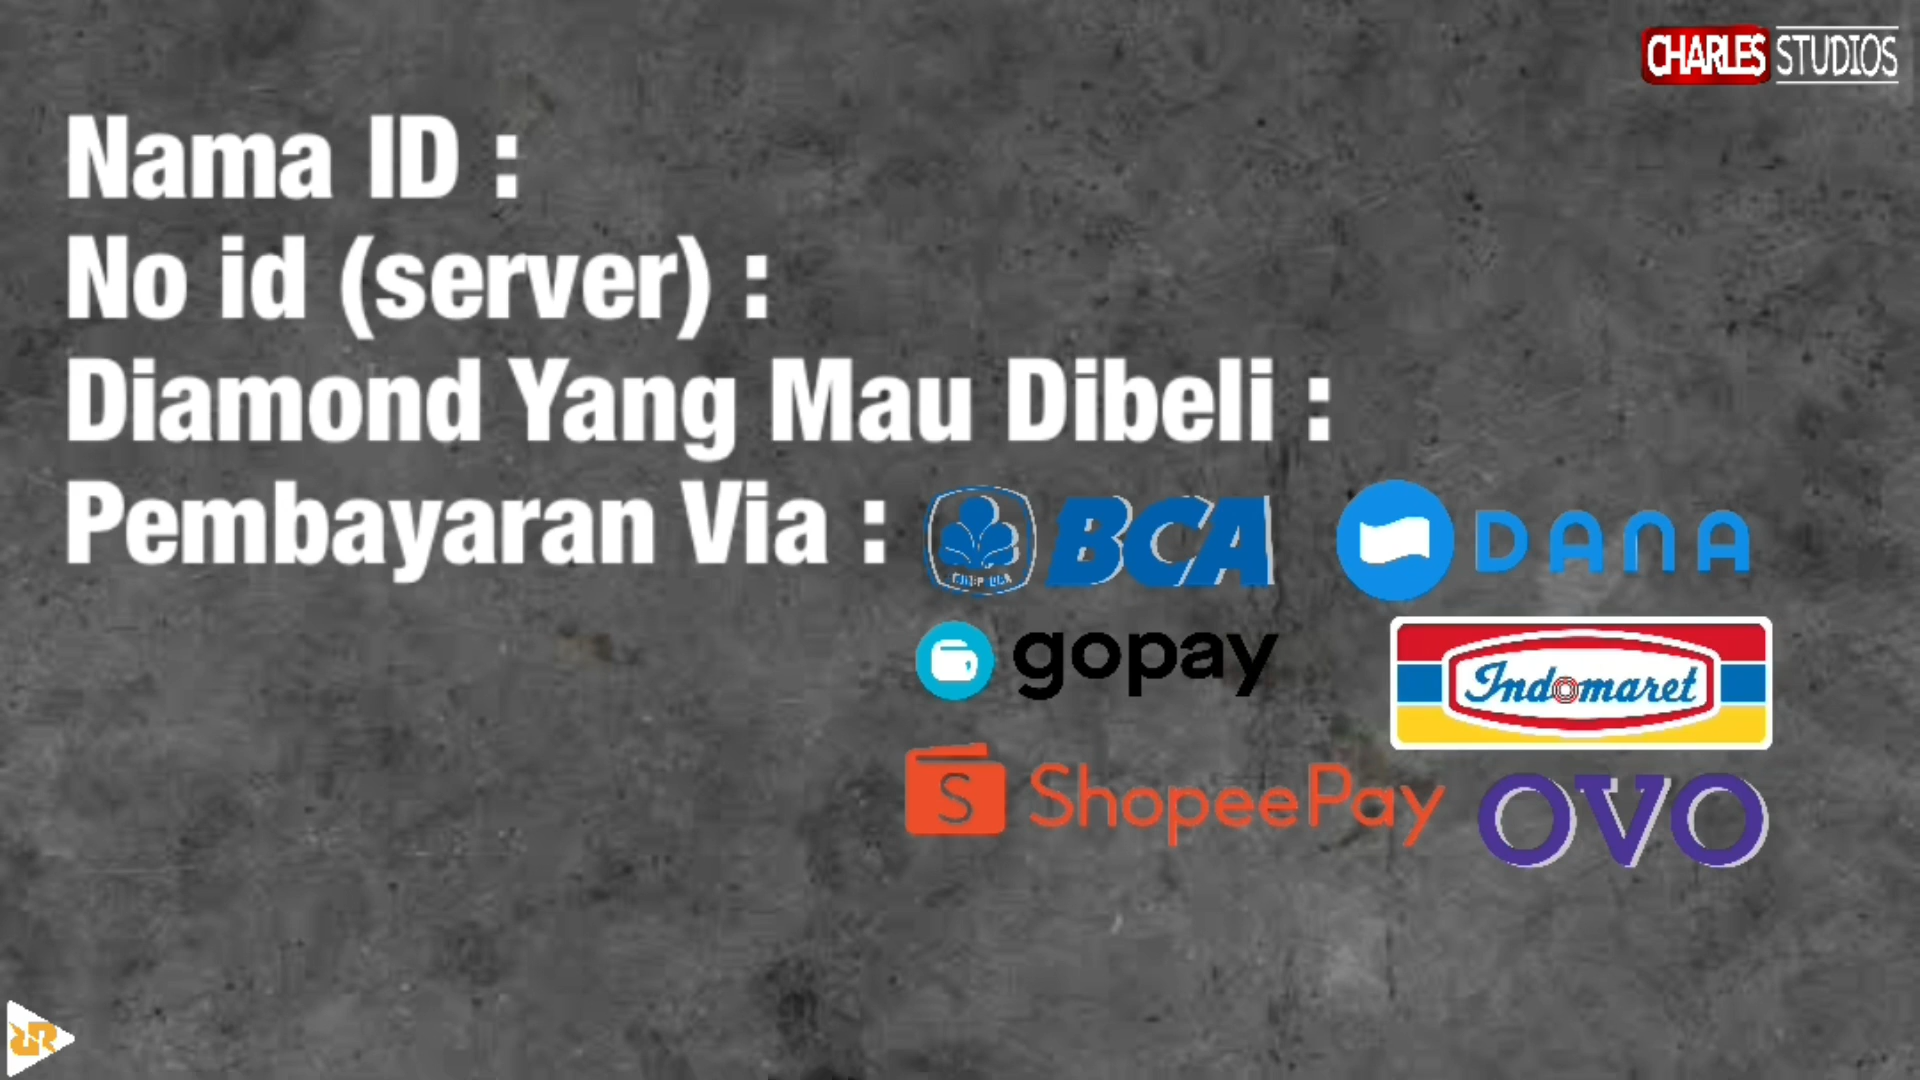 CHARLES STUDIOS
Nama ID :
No id (server) :
Diamond Yang Mau Dibeli :
Pembayaran Via : BCA DANA
gopay Indomaret
S ShopeePay OVO